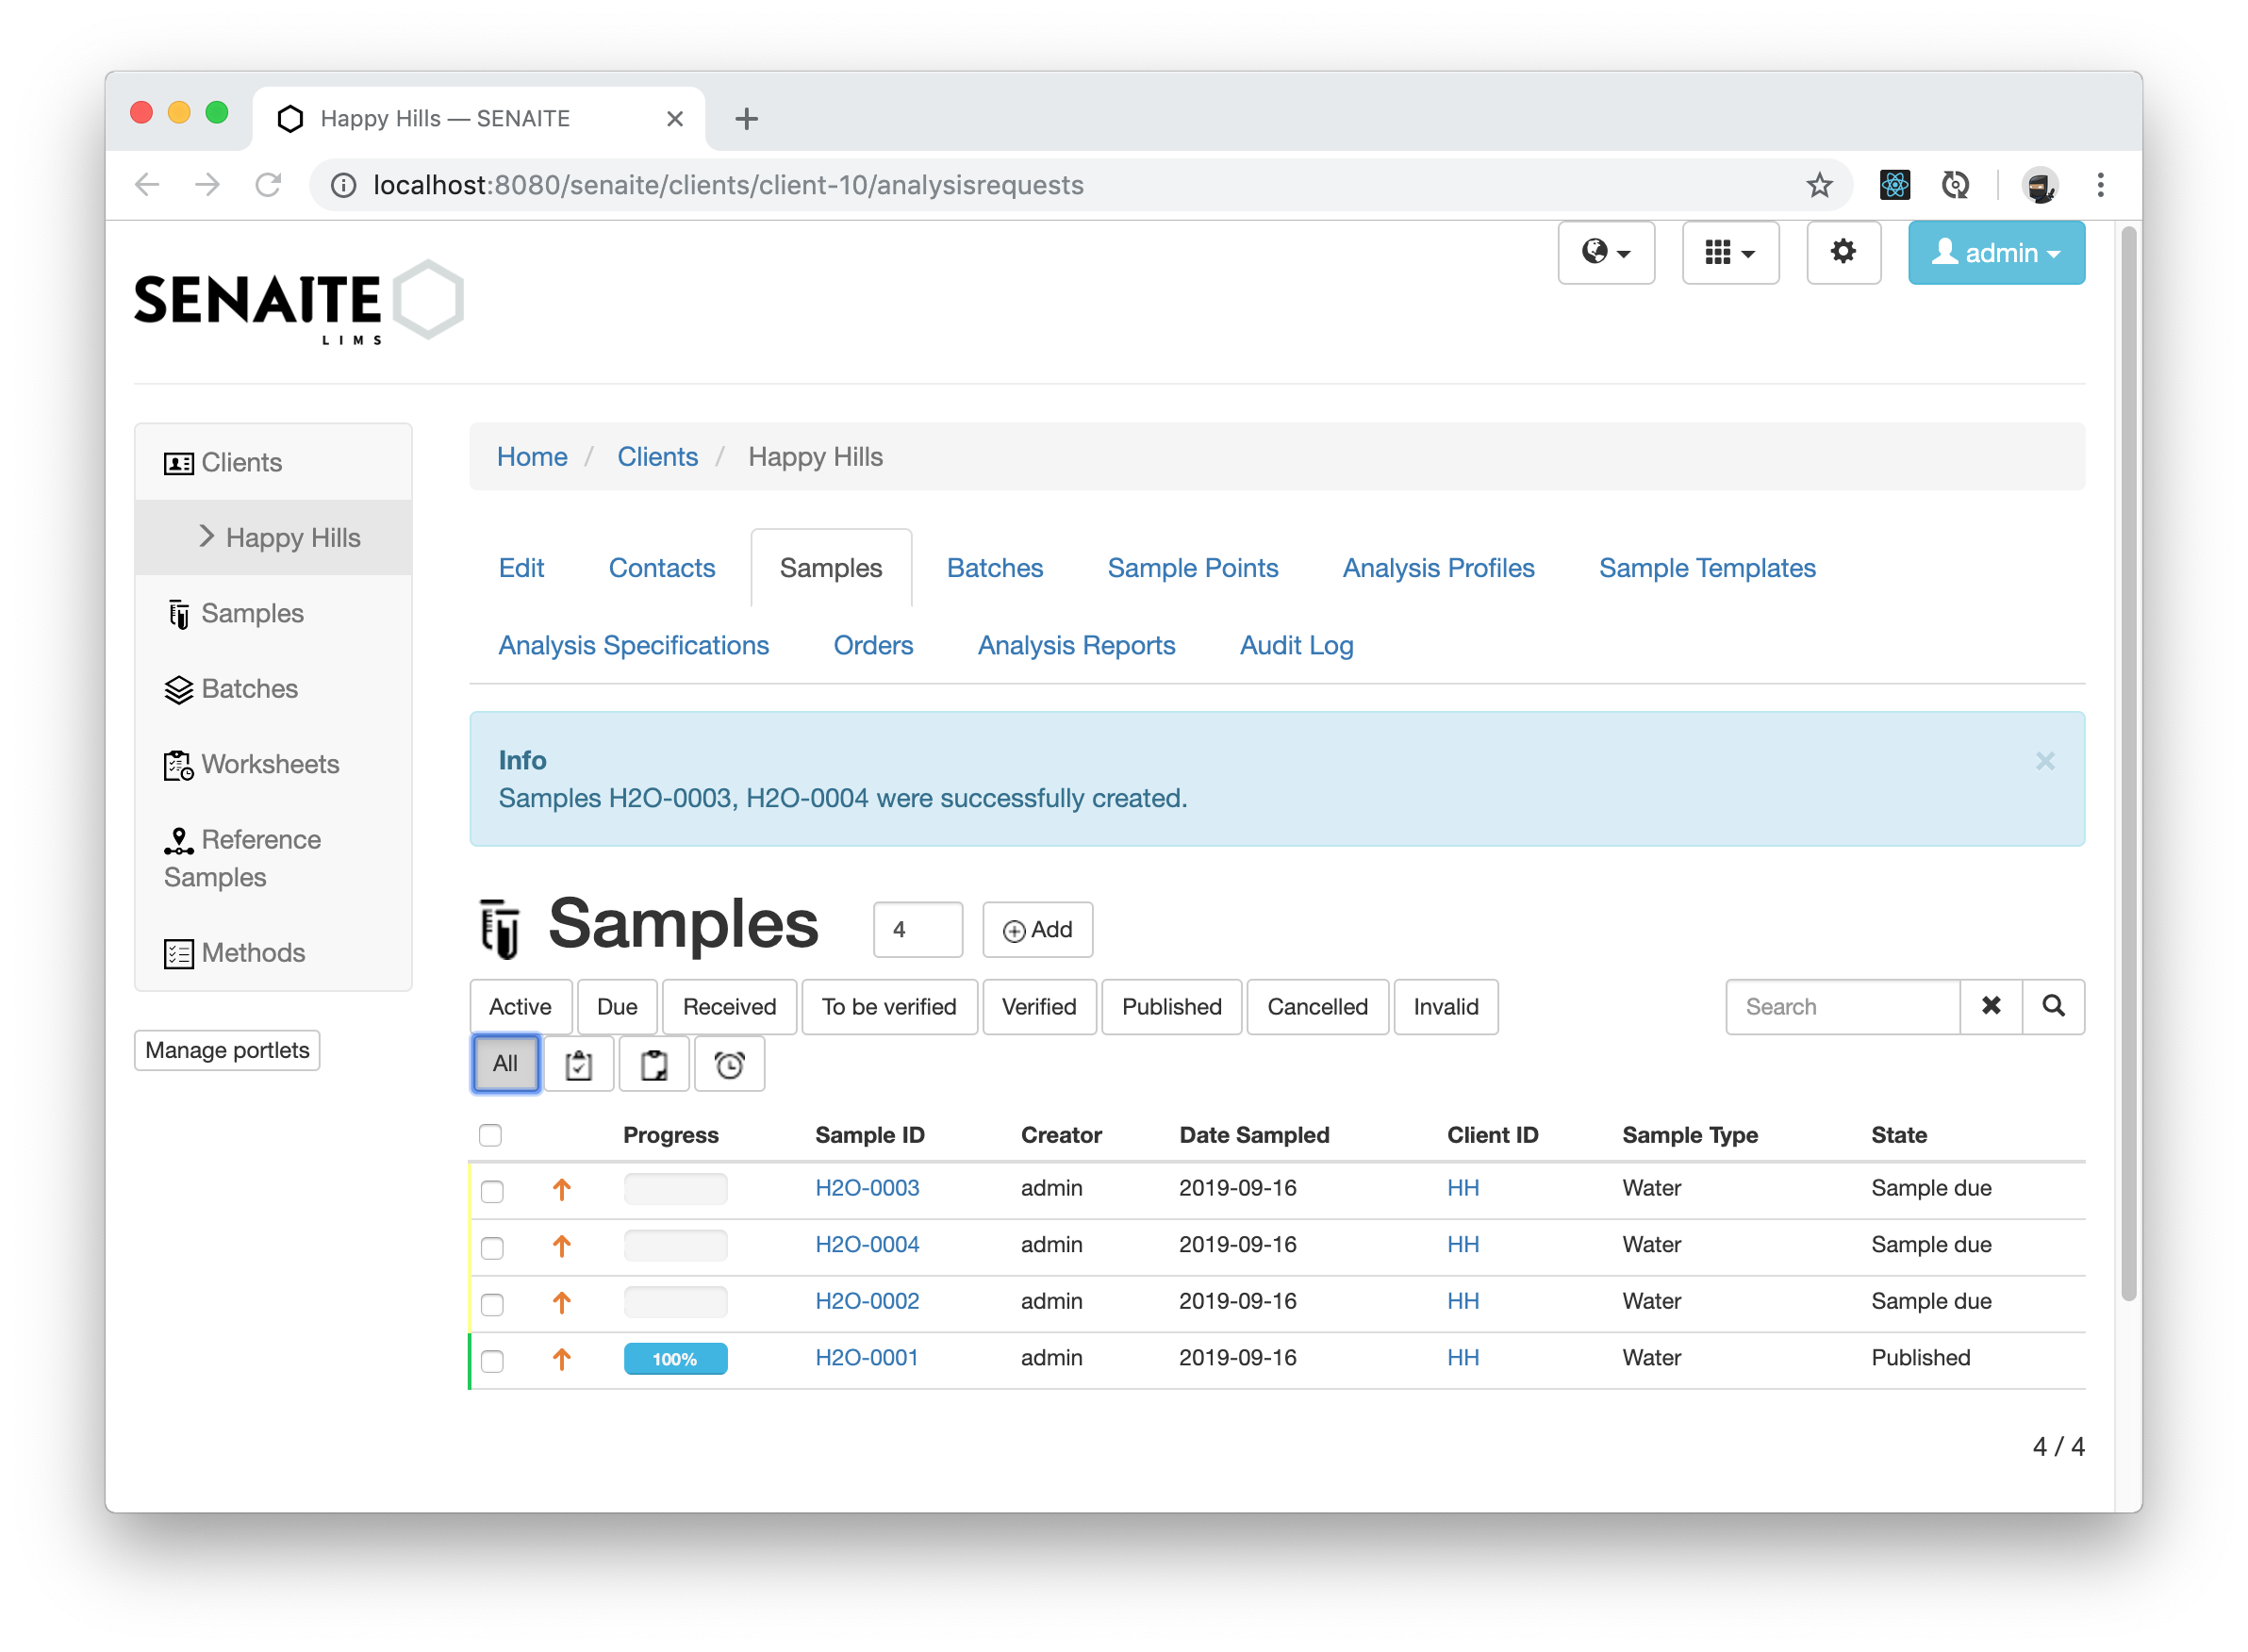 Happy Hills — SENAITE
localhost:8080/senaite/clients/client-10/analysisrequests
admin
SENAITE
LIMS
Clients
Happy Hills
Samples
Batches
Worksheets
Reference
Samples
Methods
Manage portlets
Home / Clients / Happy Hills
Edit Contacts Samples Batches Sample Points Analysis Profiles Sample Templates
Analysis Specifications Orders Analysis Reports Audit Log
Info
Samples H2O-0003, H2O-0004 were successfully created.
Samples 4 Add
Active Due Received To be verified Verified Published Cancelled Invalid Search
All
Progress Sample ID Creator Date Sampled Client ID Sample Type State
H2O-0003 admin 2019-09-16 HH Water Sample due
H2O-0004 admin 2019-09-16 HH Water Sample due
H2O-0002 admin 2019-09-16 HH Water Sample due
100% H2O-0001 admin 2019-09-16 HH Water Published
4 / 4